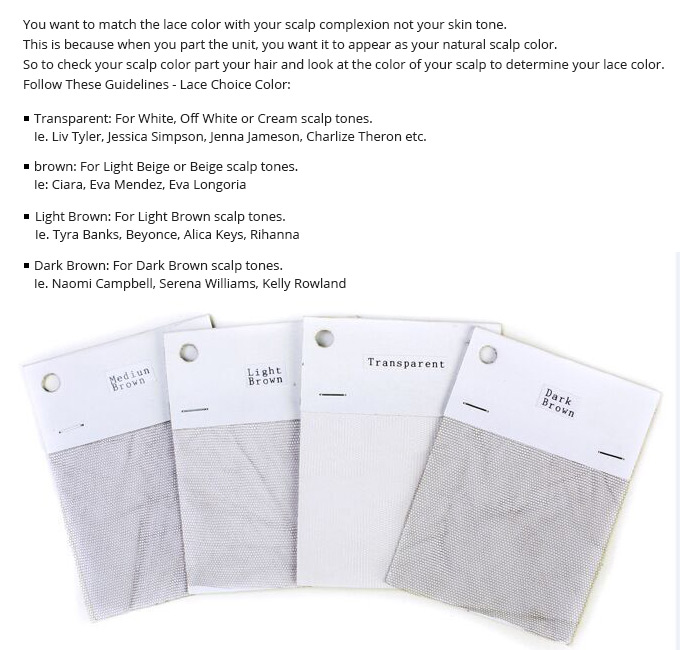 You want to match the lace color with your scalp complexion not your skin tone.
This is because when you part the unit, you want it to appear as your natural scalp color.
So to check your scalp color part your hair and look at the color of your scalp to determine your lace color.
Follow These Guidelines - Lace Choice Color:
▪ Transparent: For White, Off White or Cream scalp tones.
Ie. Liv Tyler, Jessica Simpson, Jenna Jameson, Charlize Theron etc.
▪ brown: For Light Beige or Beige scalp tones.
Ie: Ciara, Eva Mendez, Eva Longoria
▪ Light Brown: For Light Brown scalp tones.
Ie. Tyra Banks, Beyonce, Alica Keys, Rihanna
▪ Dark Brown: For Dark Brown scalp tones.
Ie. Naomi Campbell, Serena Williams, Kelly Rowland
Mediun
Brown
Light
Brown
Transparent
Dark
Brown